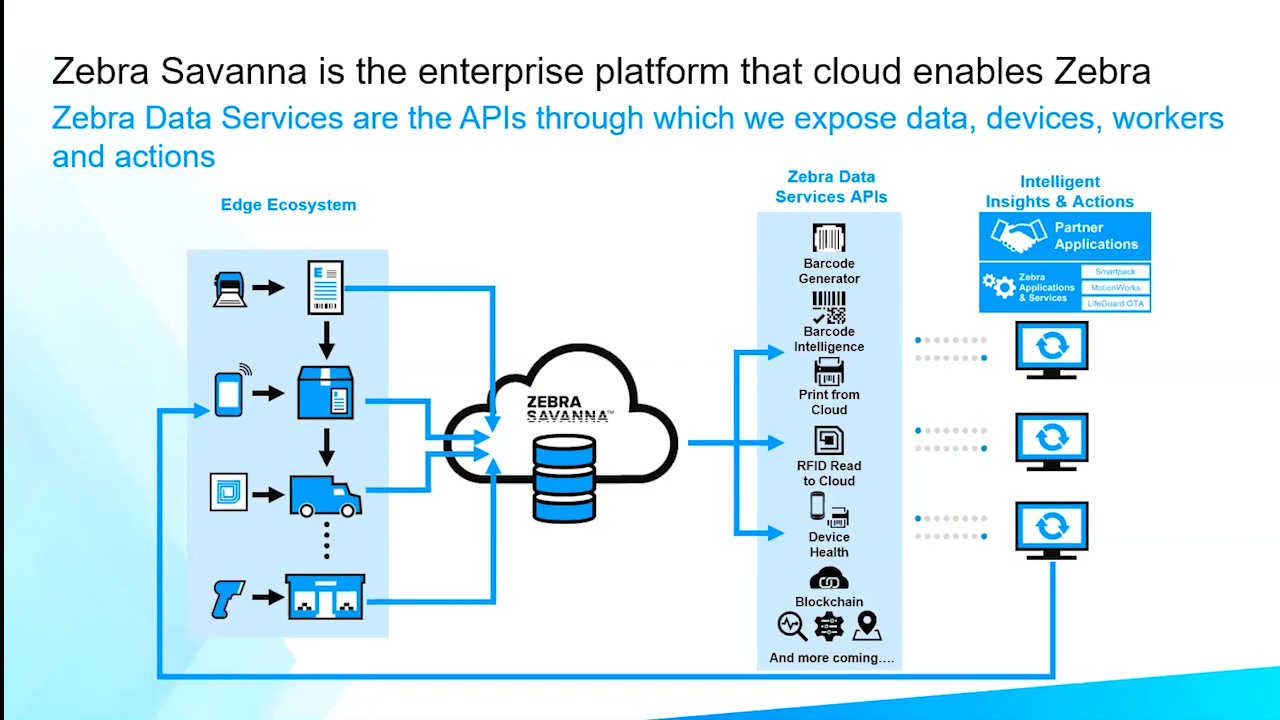 Zebra Savanna is the enterprise platform that cloud enables Zebra
Zebra Data Services are the APIs through which we expose data, devices, workers
and actions
Edge Ecosystem
E
ZEBRA
SAVANNA™
Zebra Data
Services APIs
Barcode
Generator
Barcode
Intelligence
Print from
Cloud
RFID Read
to Cloud
Device
Health
Blockchain
And more coming….
Intelligent
Insights & Actions
Partner
Applications
Zebra
Applications
& Services
Smartpack
MotionWorks
LifeGuard OTA